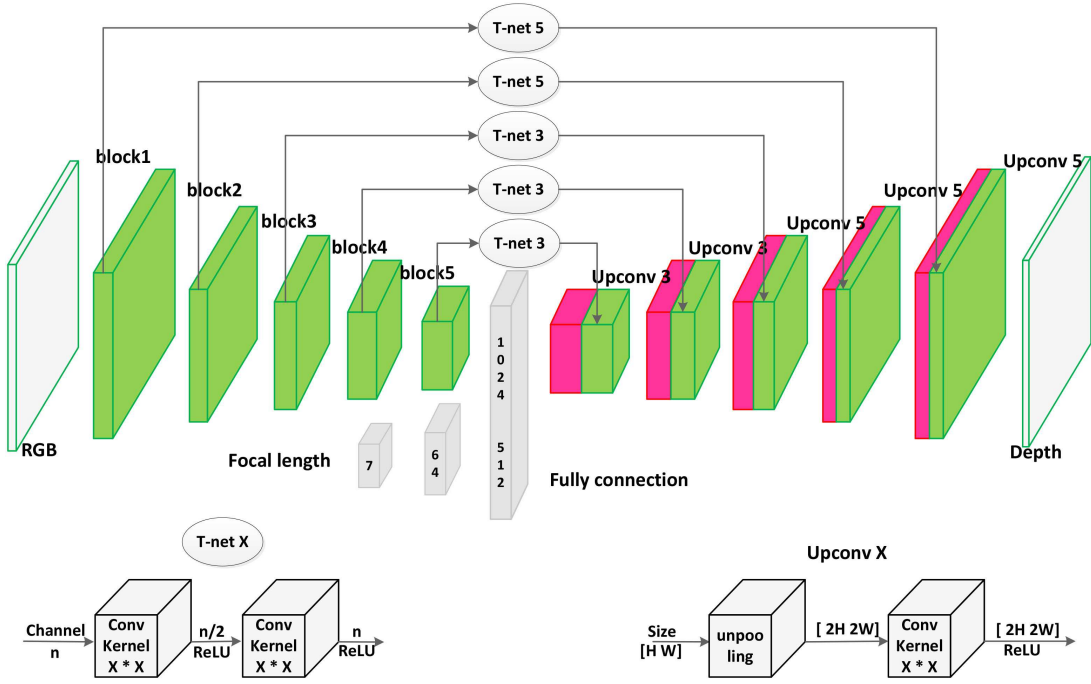 T-net 5
T-net 5
T-net 3
T-net 3
T-net 3
block1
block2
block3
block4
block5
Upconv 3
Upconv 3
Upconv 5
Upconv 5
Upconv 5
RGB
Depth
1
0
2
4
5
1
2
Focal length
7
6
4
Fully connection
T-net X
Channel
n
Conv
Kernel
X * X
n/2
ReLU
Conv
Kernel
X * X
n
ReLU
Upconv X
Size
[H W]
unpoo
ling
[ 2H 2W]
Conv
Kernel
X * X
[ 2H 2W]
ReLU